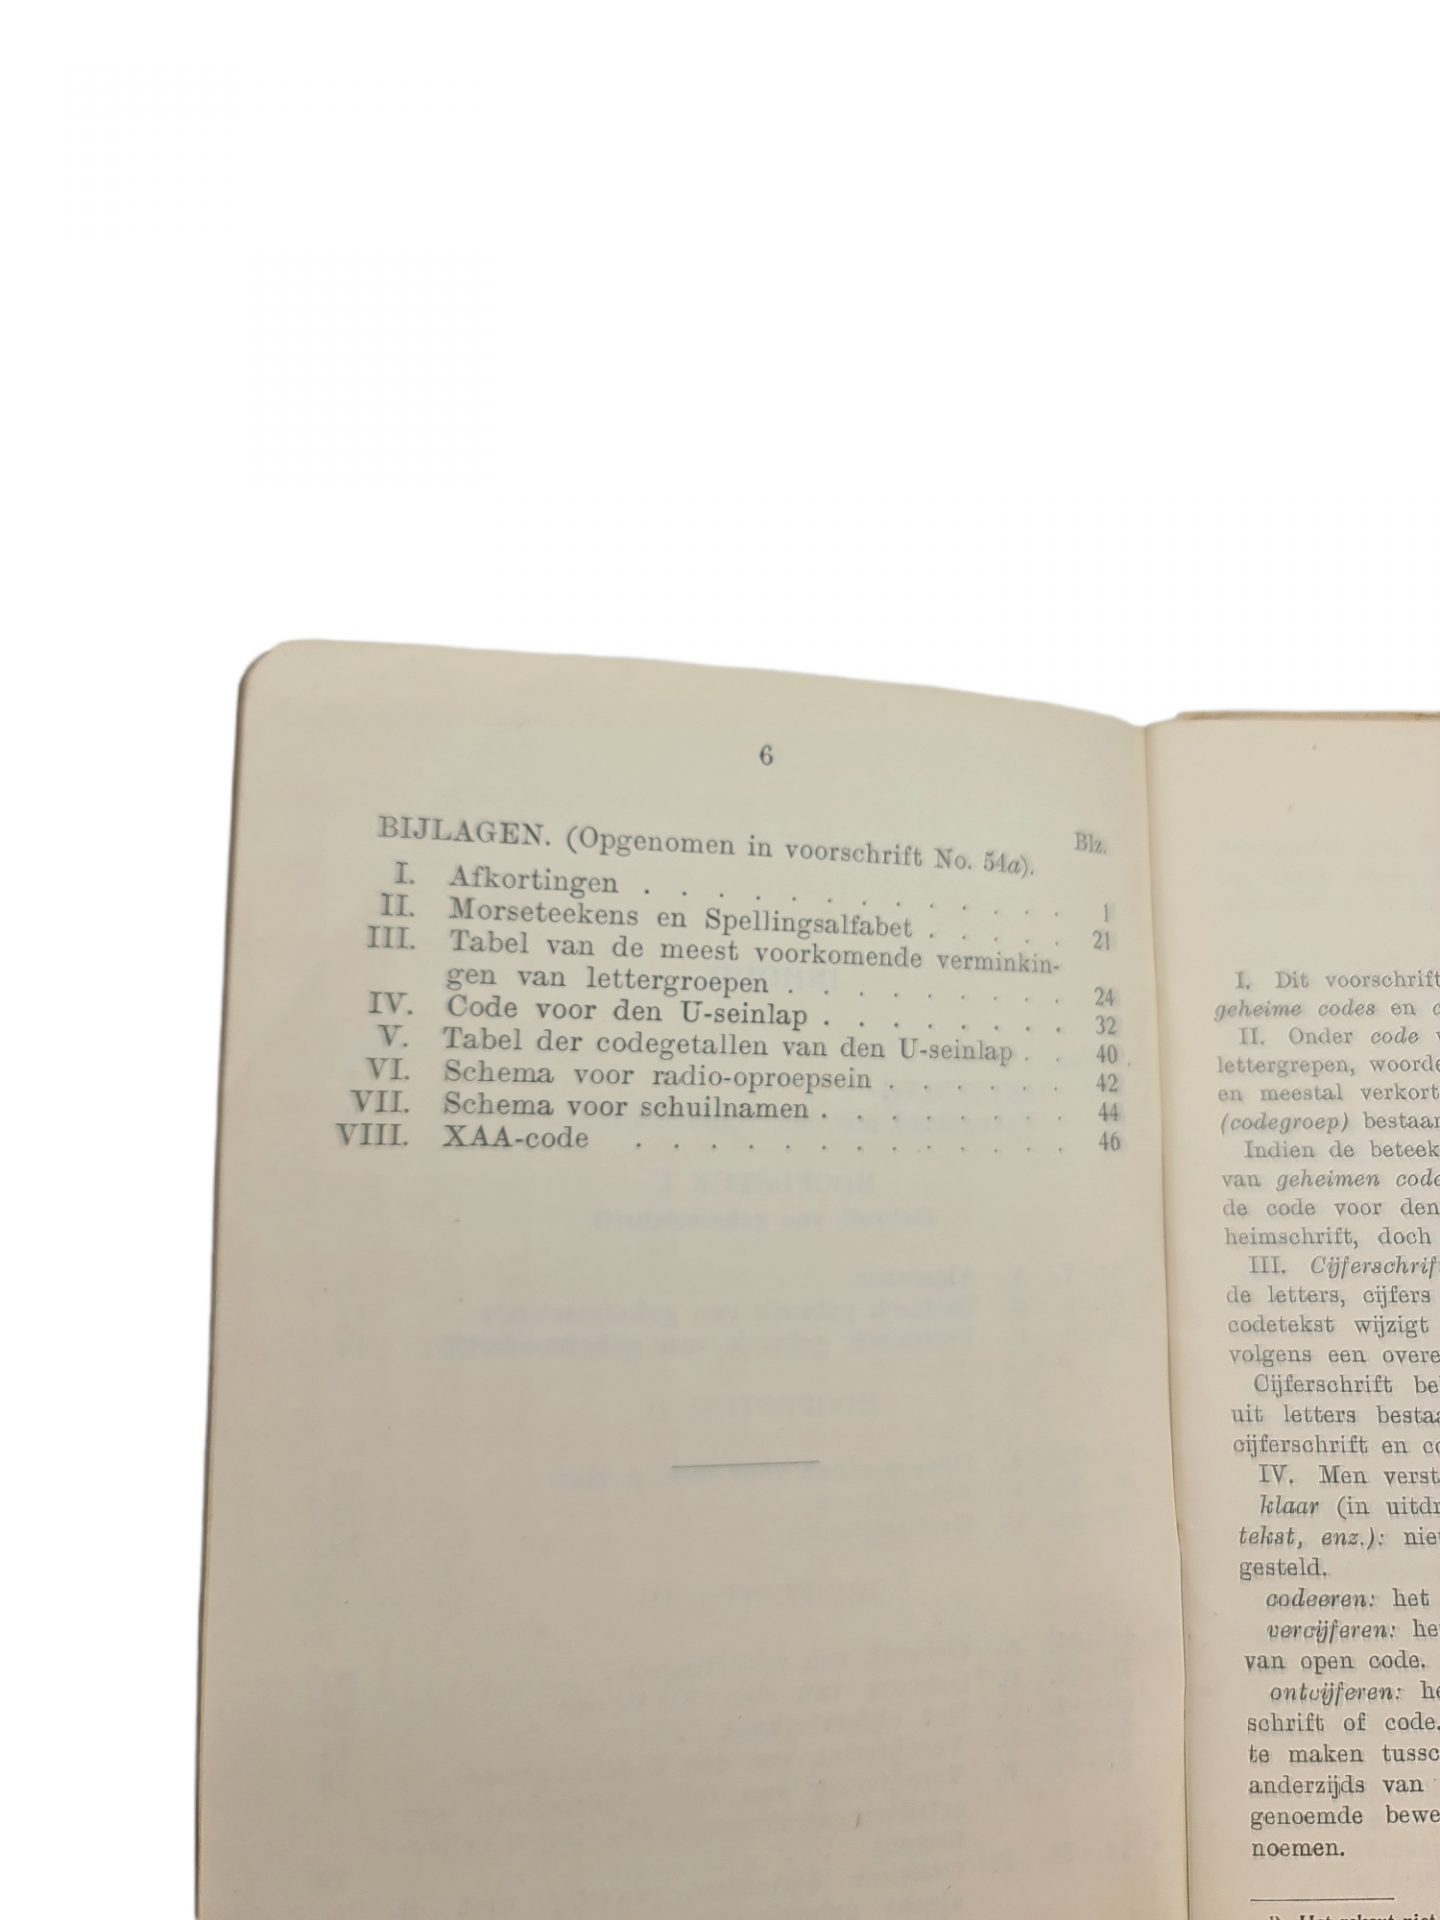 6
BIJLAGEN. (Opgenomen in voorschrift No. 54a). Blz.
I. Afkortingen . . . . . . . . . . . . 1
II. Morseteekens en Spellingsalfabet . . . . . 21
III. Tabel van de meest voorkomende verminkin-
gen van lettergroepen . . . . . . . . . 24
IV. Code voor den U-seinlap . . . . . . . . 32
V. Tabel der codegetallen van den U-seinlap . . 40
VI. Schema voor radio-oproepsein . . . . . . 42
VII. Schema voor schuilnamen . . . . . . . . 44
VIII. XAA-code . . . . . . . . . . . . 46
I. Dit voorschrift
geheime codes en
II. Onder code
lettergrepen, woorde
en meestal verkort
(codegroep) bestaan
Indien de beteek
van geheimen code
de code voor den
heimschrift, doch
III. Cijferschrif
de letters, cijfers
codetekst wijzigt
volgens een overe
Cijferschrift be
uit letters bestaa
cijferschrift en co
IV. Men verst
klaar (in uitdr
tekst, enz.): nie
gesteld.
codeeren: het
vercijferen: he
van open code.
ontcijferen: he
schrift of code.
te maken tussc
anderzijds van
genoemde bewe
noemen.